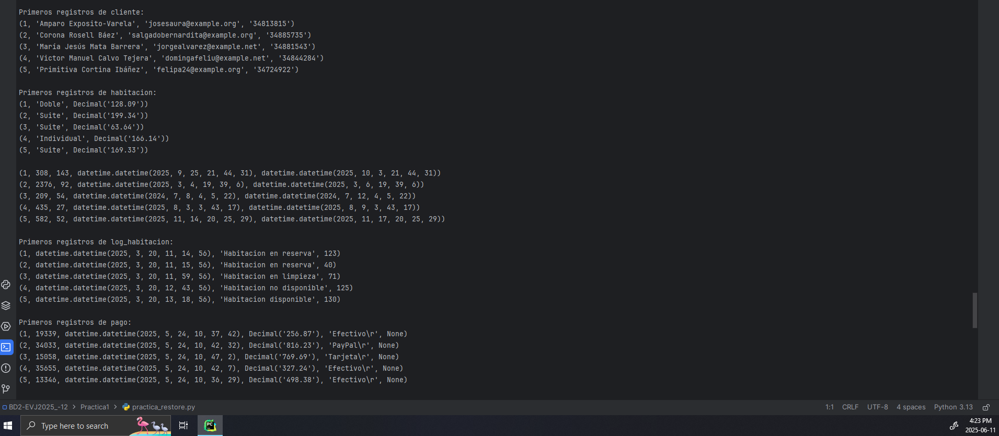 Primeros registros de cliente:
(1, 'Amparo Exposito-Varela', 'josesaura@example.org', '34813815')
(2, 'Corona Rosell Báez', 'salgadobernardita@example.org', '34885735')
(3, 'María Jesús Mata Barrera', 'jorgealvarez@example.net', '34881543')
(4, 'Victor Manuel Calvo Tejera', 'domingafeliu@example.net', '34844284')
(5, 'Primitiva Cortina Ibáñez', 'felipa24@example.org', '34724922')
Primeros registros de habitacion:
(1, 'Doble', Decimal('128.09'))
(2, 'Suite', Decimal('199.34'))
(3, 'Suite', Decimal('63.64'))
(4, 'Individual', Decimal('166.14'))
(5, 'Suite', Decimal('169.33'))
(1, 308, 143, datetime.datetime(2025, 9, 25, 21, 44, 31), datetime.datetime(2025, 10, 3, 21, 44, 31))
(2, 2376, 92, datetime.datetime(2025, 3, 4, 19, 39, 6), datetime.datetime(2025, 3, 6, 19, 39, 6))
(3, 209, 54, datetime.datetime(2024, 7, 8, 4, 5, 22), datetime.datetime(2024, 7, 12, 4, 5, 22))
(4, 435, 27, datetime.datetime(2025, 8, 3, 3, 43, 17), datetime.datetime(2025, 8, 9, 3, 43, 17))
(5, 582, 52, datetime.datetime(2025, 11, 14, 20, 25, 29), datetime.datetime(2025, 11, 17, 20, 25, 29))
Primeros registros de log_habitacion:
(1, datetime.datetime(2025, 3, 20, 11, 14, 56), 'Habitacion en reserva', 123)
(2, datetime.datetime(2025, 3, 20, 11, 15, 56), 'Habitacion en reserva', 40)
(3, datetime.datetime(2025, 3, 20, 11, 59, 56), 'Habitacion en limpieza', 71)
(4, datetime.datetime(2025, 3, 20, 12, 43, 56), 'Habitacion no disponible', 125)
(5, datetime.datetime(2025, 3, 20, 13, 18, 56), 'Habitacion disponible', 130)
Primeros registros de pago:
(1, 19339, datetime.datetime(2025, 5, 24, 10, 37, 42), Decimal('256.87'), 'Efectivo\r', None)
(2, 34033, datetime.datetime(2025, 5, 24, 10, 42, 32), Decimal('816.23'), 'PayPal\r', None)
(3, 15058, datetime.datetime(2025, 5, 24, 10, 47, 2), Decimal('769.69'), 'Tarjeta\r', None)
(4, 35655, datetime.datetime(2025, 5, 24, 10, 42, 7), Decimal('327.24'), 'Efectivo\r', None)
(5, 13346, datetime.datetime(2025, 5, 24, 10, 36, 29), Decimal('498.38'), 'Efectivo\r', None)
BD2-EVJ2025_-12 > Practica1 > practica_restore.py 1:1 CRLF UTF-8 4 spaces Python 3.13
Type here to search
PC
4:23 PM
2025-06-11